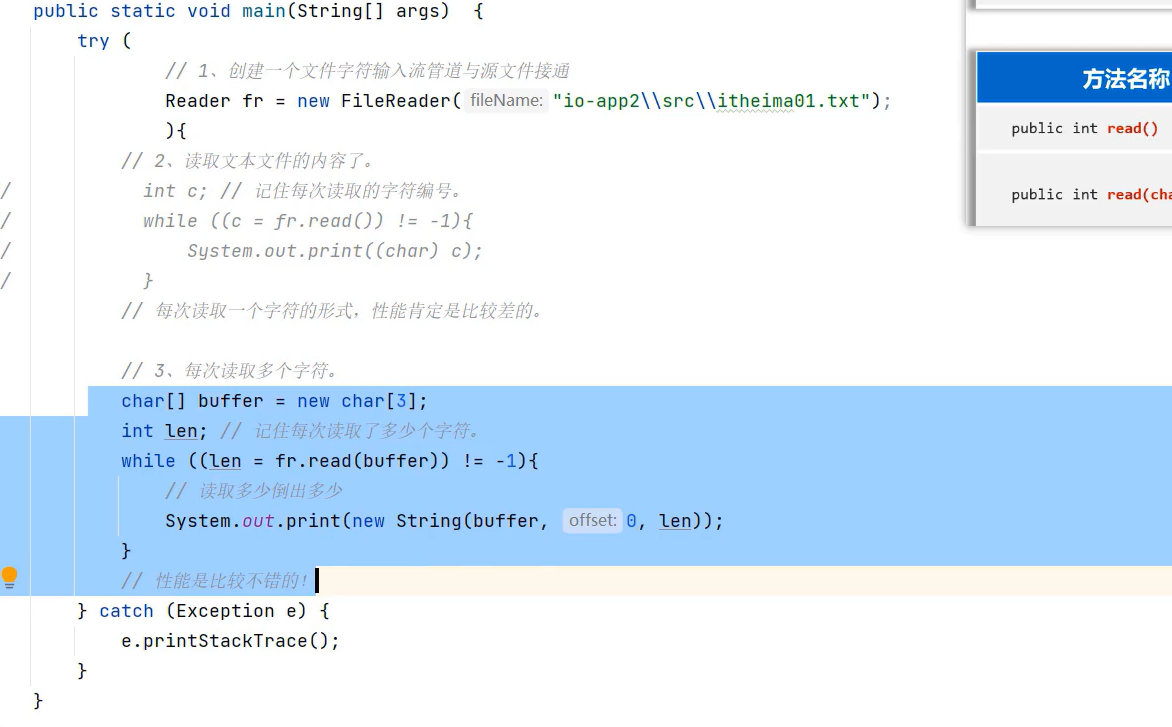 public static void main(String[] args)  {
try (
// 1、创建一个文件字符输入流管道与源文件接通
Reader fr = new FileReader( fileName: "io-app2\\src\\itheima01.txt");
){
// 2、读取文本文件的内容了。
/ int c; // 记住每次读取的字符编号。
/ while ((c = fr.read()) != -1){
/ System.out.print((char) c);
/ }
// 每次读取一个字符的形式，性能肯定是比较差的。
// 3、每次读取多个字符。
char[] buffer = new char[3];
int len; // 记住每次读取了多少个字符。
while ((len = fr.read(buffer)) != -1){
// 读取多少倒出多少
System.out.print(new String(buffer, offset: 0, len));
}
// 性能是比较不错的!
} catch (Exception e) {
e.printStackTrace();
}
}
方法名称
public int read()
public int read(cha